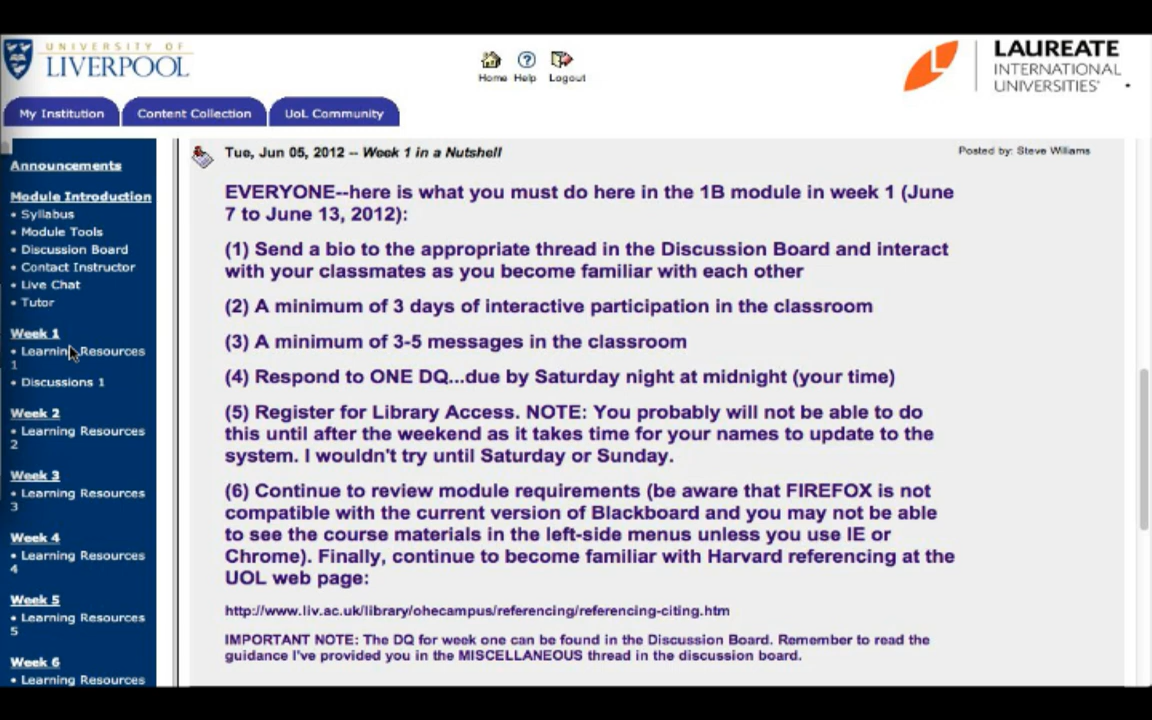 UNIVERSITY OF
LIVERPOOL
Home Help Logout
LAUREATE
INTERNATIONAL
UNIVERSITIES
My Institution
Content Collection
UoL Community
Announcements
Module Introduction
• Syllabus
• Module Tools
• Discussion Board
• Contact Instructor
• Live Chat
• Tutor
Week 1
• Learning Resources
1
• Discussions 1
Week 2
• Learning Resources
2
Week 3
• Learning Resources
3
Week 4
• Learning Resources
4
Week 5
• Learning Resources
5
Week 6
• Learning Resources
Tue, Jun 05, 2012 -- Week 1 in a Nutshell
Posted by: Steve Williams
EVERYONE--here is what you must do here in the 1B module in week 1 (June
7 to June 13, 2012):
(1) Send a bio to the appropriate thread in the Discussion Board and interact
with your classmates as you become familiar with each other
(2) A minimum of 3 days of interactive participation in the classroom
(3) A minimum of 3-5 messages in the classroom
(4) Respond to ONE DQ...due by Saturday night at midnight (your time)
(5) Register for Library Access. NOTE: You probably will not be able to do
this until after the weekend as it takes time for your names to update to the
system. I wouldn't try until Saturday or Sunday.
(6) Continue to review module requirements (be aware that FIREFOX is not
compatible with the current version of Blackboard and you may not be able
to see the course materials in the left-side menus unless you use IE or
Chrome). Finally, continue to become familiar with Harvard referencing at the
UOL web page:
http://www.liv.ac.uk/library/ohecampus/referencing/referencing-citing.htm
IMPORTANT NOTE: The DQ for week one can be found in the Discussion Board. Remember to read the
guidance I've provided you in the MISCELLANEOUS thread in the discussion board.